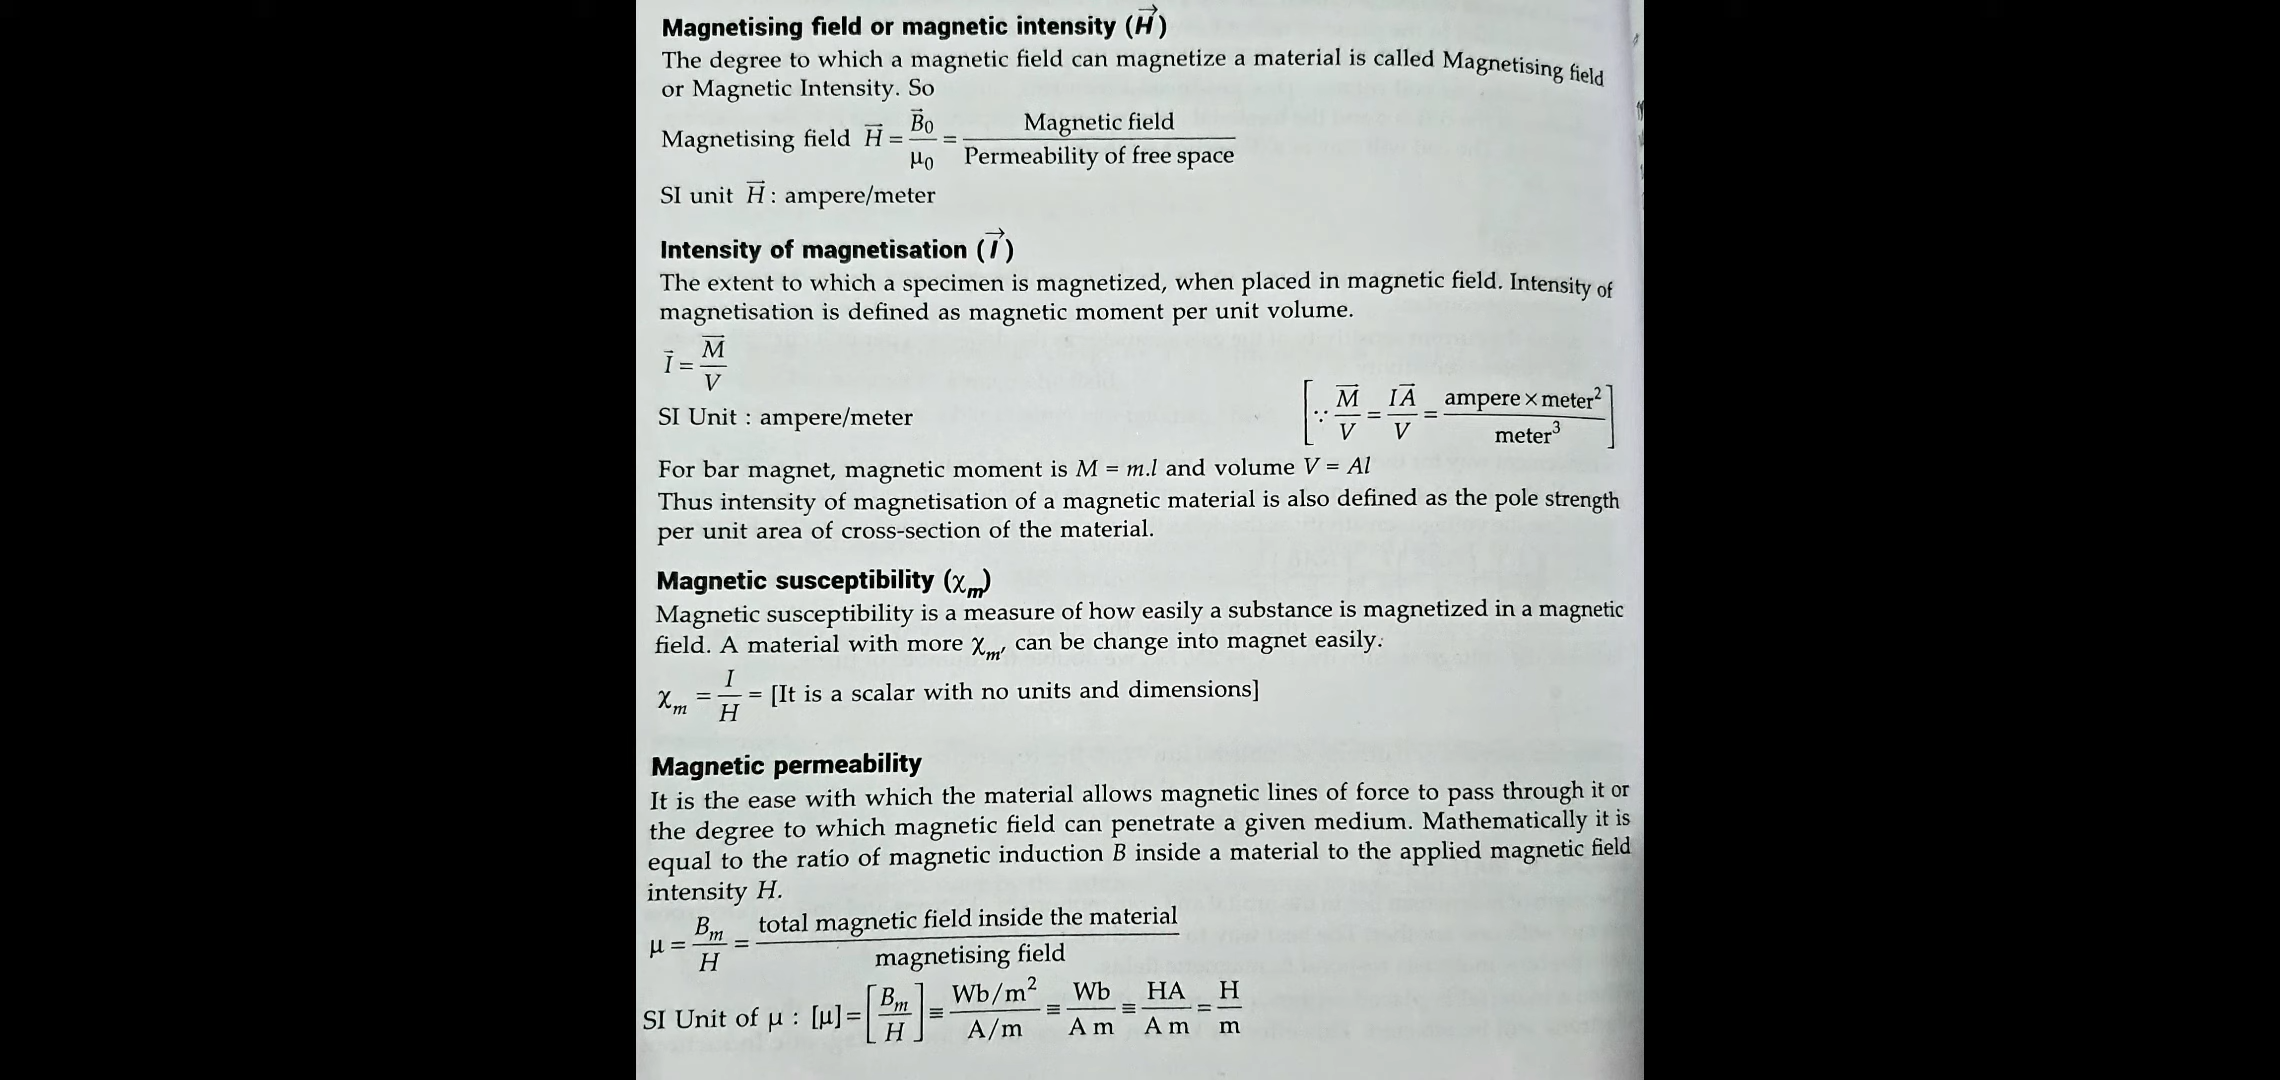 Magnetising field or magnetic intensity (H⃗)
The degree to which a magnetic field can magnetize a material is called Magnetising field
or Magnetic Intensity. So
Magnetising field H⃗ = B⃗₀/μ₀ = Magnetic field / Permeability of free space
SI unit H⃗ : ampere/meter
Intensity of magnetisation (I⃗)
The extent to which a specimen is magnetized, when placed in magnetic field. Intensity of
magnetisation is defined as magnetic moment per unit volume.
I⃗ = M⃗/V
SI Unit : ampere/meter [∵ M⃗/V = IA⃗/V = ampere × meter² / meter³]
For bar magnet, magnetic moment is M = m.l and volume V = Al
Thus intensity of magnetisation of a magnetic material is also defined as the pole strength
per unit area of cross-section of the material.
Magnetic susceptibility (χm)
Magnetic susceptibility is a measure of how easily a substance is magnetized in a magnetic
field. A material with more χm, can be change into magnet easily.
χm = I/H = [It is a scalar with no units and dimensions]
Magnetic permeability
It is the ease with which the material allows magnetic lines of force to pass through it or
the degree to which magnetic field can penetrate a given medium. Mathematically it is
equal to the ratio of magnetic induction B inside a material to the applied magnetic field
intensity H.
μ = Bm/H = total magnetic field inside the material / magnetising field
SI Unit of μ : [μ] = [Bm/H] ≡ Wb/m² / A/m ≡ Wb / A m ≡ HA / A m = H/m